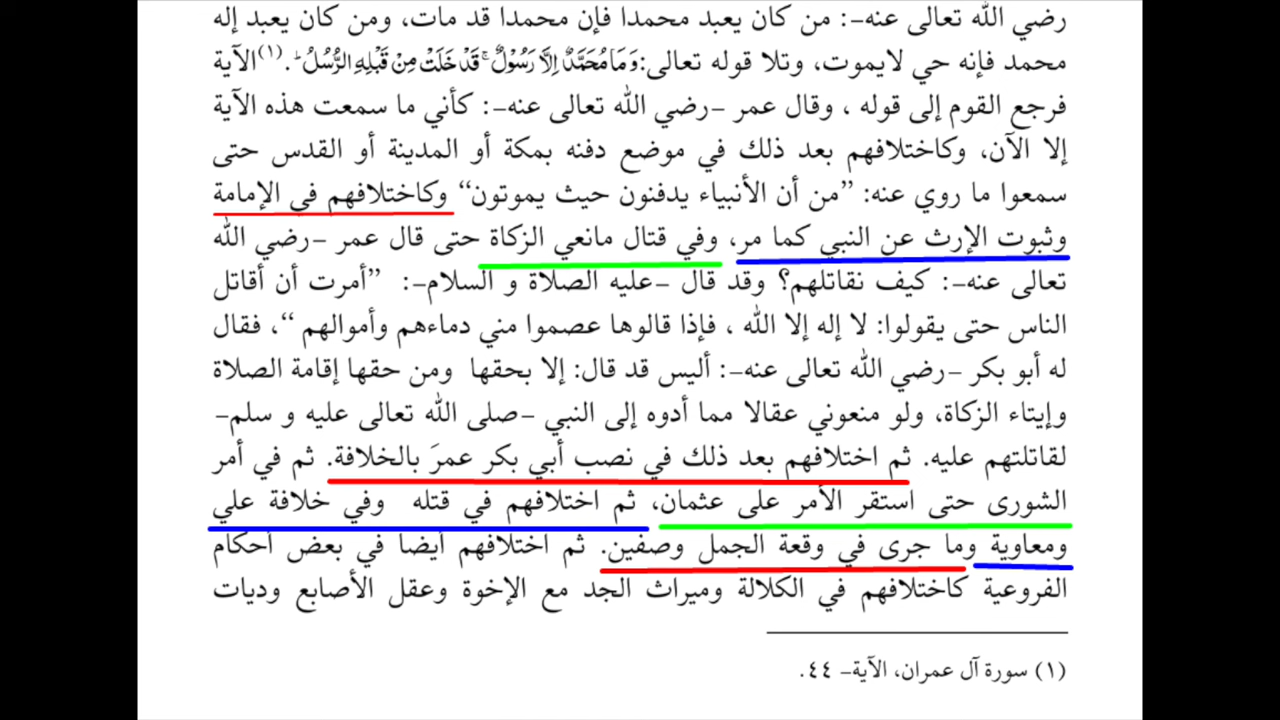 رضي الله تعالى عنه–: من كان يعبد محمدا فإن محمدا قد مات، ومن كان يعبد إله
محمد فإنه حي لايموت، وتلا قوله تعالى:وَمَا مُحَمَّدٌ اِلَّا رَسُوْلٌ ۚ قَدْ خَلَتْ مِنْ قَبْلِهِ الرُّسُلُ ؕ.(١)الآية
فرجع القوم إلى قوله ، وقال عمر –رضي الله تعالى عنه–: كأني ما سمعت هذه الآية
إلا الآن، وكاختلافهم بعد ذلك في موضع دفنه بمكة أو المدينة أو القدس حتى
سمعوا ما روي عنه: ”من أن الأنبياء يدفنون حيث يموتون“ وكاختلافهم في الإمامة
وثبوت الإرث عن النبي كما مر، وفي قتال مانعي الزكاة حتى قال عمر –رضي الله
تعالى عنه–: كيف نقاتلهم؟ وقد قال –عليه الصلاة و السلام–: ”أمرت أن أقاتل
الناس حتى يقولوا: لا إله إلا الله ، فإذا قالوها عصموا مني دماءهم وأموالهم “، فقال
له أبو بكر –رضي الله تعالى عنه–: أليس قد قال: إلا بحقها ومن حقها إقامة الصلاة
وإيتاء الزكاة، ولو منعوني عقالا مما أدوه إلى النبي –صلى الله تعالى عليه و سلم–
لقاتلتهم عليه. ثم اختلافهم بعد ذلك في نصب أبي بكر عمرَ بالخلافة. ثم في أمر
الشورى حتى استقر الأمر على عثمان، ثم اختلافهم في قتله وفي خلافة علي
ومعاوية وما جرى في وقعة الجمل وصفين. ثم اختلافهم أيضا في بعض أحكام
الفروعية كاختلافهم في الكلالة وميراث الجد مع الإخوة وعقل الأصابع وديات
(١) سورة آل عمران، الآية– ٤٤.